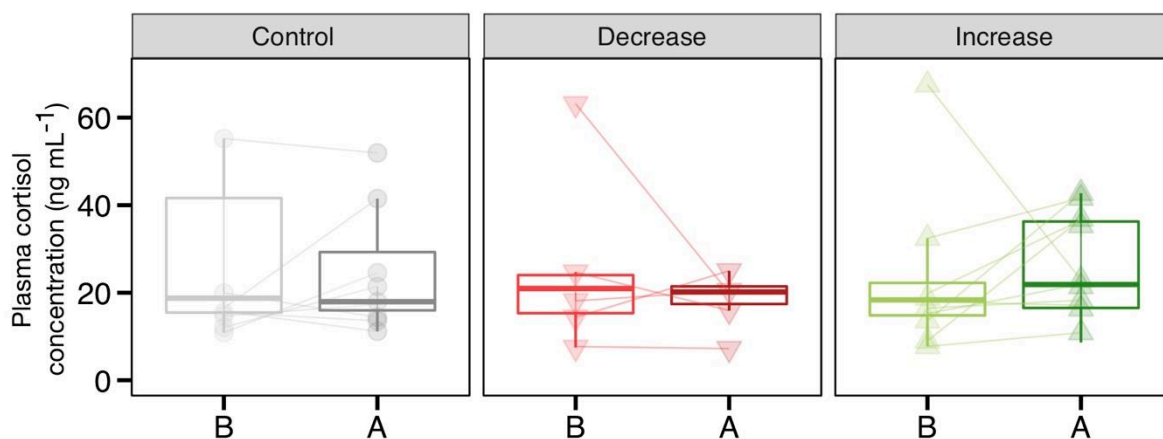 Control
Decrease
Increase
Plasma cortisol
concentration (ng mL⁻¹)
60
40
20
0
B
A
B
A
B
A